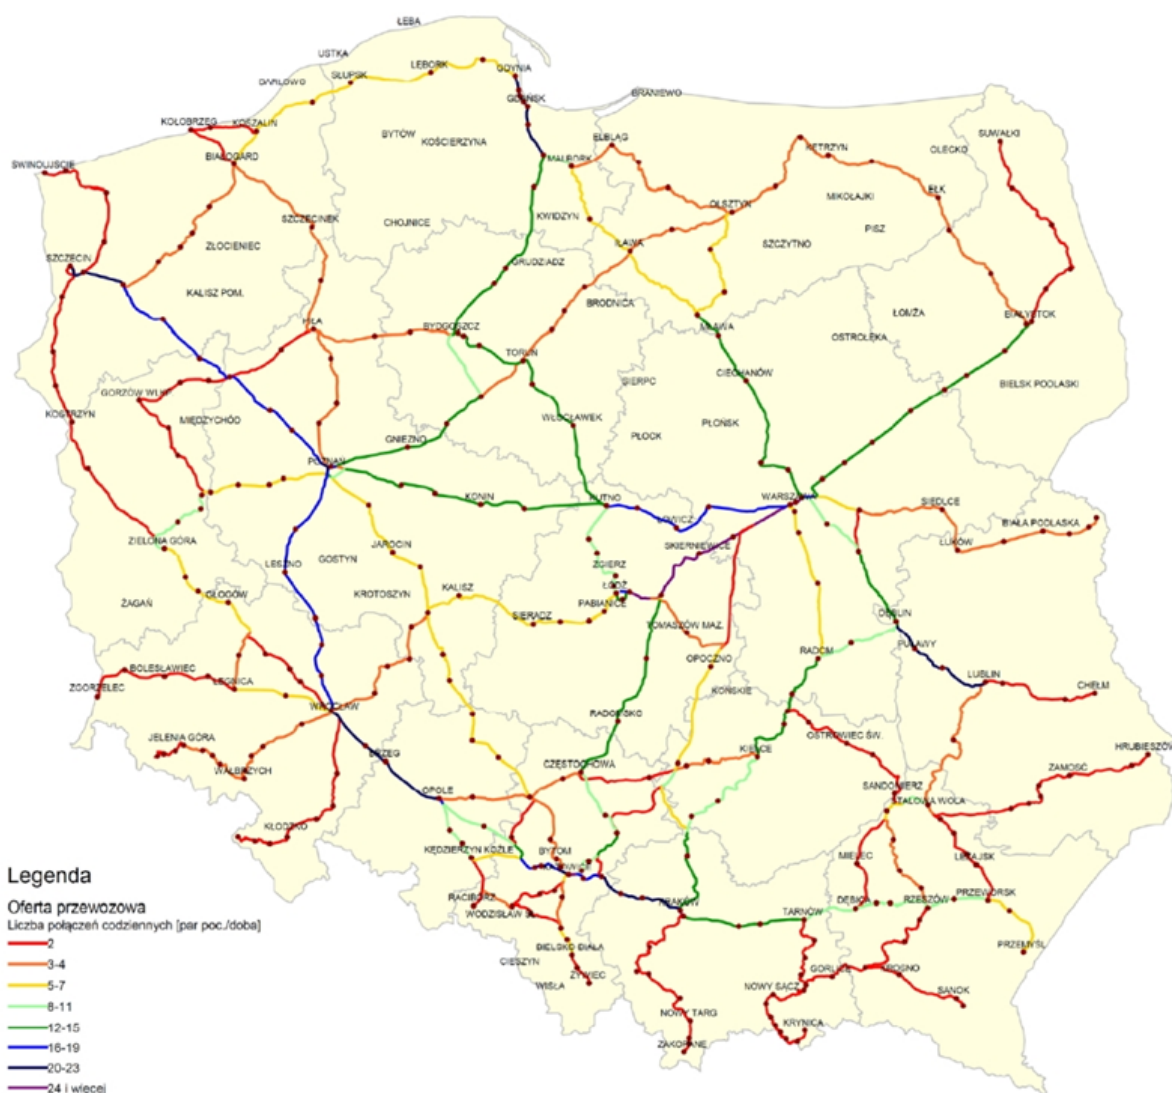 ŁEBA
USTKA
LĘBORK
SŁUPSK
GDYNIA
DARŁOWO
GDAŃSK
BRANIEWO
KOŁOBRZEG
KOSZALIN
BYTÓW
KOŚCIERZYNA
ELBLĄG
SUWAŁKI
OLECKO
KĘTRZYN
ŚWINOUJŚCIE
BIAŁOGARD
MALBORK
EŁK
MIKOŁAJKI
OLSZTYN
SZCZECINEK
CHOJNICE
KWIDZYN
PISZ
ZŁOCIENIEC
IŁAWA
SZCZYTNO
SZCZECIN
GRUDZIĄDZ
KALISZ POM.
BRODNICA
ŁOMŻA
BIAŁYSTOK
PIŁA
BYDGOSZCZ
MŁAWA
OSTROŁĘKA
TORUŃ
CIECHANÓW
SIERPC
BIELSK PODLASKI
GORZÓW WLKP.
KOSTRZYN
MIĘDZYCHÓD
WŁOCŁAWEK
PŁOŃSK
PŁOCK
GNIEZNO
POZNAŃ
KONIN
KUTNO
WARSZAWA
SIEDLCE
ŁOWICZ
BIAŁA PODLASKA
ZIELONA GÓRA
JAROCIN
SKIERNIEWICE
ŁUKÓW
GOSTYŃ
LESZNO
ZGIERZ
ŁÓDŹ
KALISZ
KROTOSZYN
GŁOGÓW
ŻAGAŃ
PABIANICE
SIERADZ
DĘBLIN
TOMASZÓW MAZ.
PUŁAWY
RADOM
OPOCZNO
BOLESŁAWIEC
LEGNICA
ZGORZELEC
LUBLIN
CHEŁM
KOŃSKIE
WROCŁAW
RADOMSKO
JELENIA GÓRA
OSTROWIEC ŚW.
HRUBIESZÓW
BRZEG
KIELCE
WAŁBRZYCH
CZĘSTOCHOWA
ZAMOŚĆ
OPOLE
SANDOMIERZ
STALOWA WOLA
KŁODZKO
KĘDZIERZYN KOŹLE
BYTOM
KATOWICE
MIELEC
LEŻAJSK
RACIBÓRZ
WODZISŁAW ŚL.
KRAKÓW
TARNÓW
DĘBICA
RZESZÓW
PRZEWORSK
BIELSKO BIAŁA
PRZEMYŚL
CIESZYN
ŻYWIEC
GORLICE
KROSNO
WISŁA
NOWY SĄCZ
SANOK
NOWY TARG
KRYNICA
ZAKOPANE
Legenda
Oferta przewozowa
Liczba połączeń codziennych [par poc./doba]
2
3-4
5-7
8-11
12-15
16-19
20-23
24 i więcej